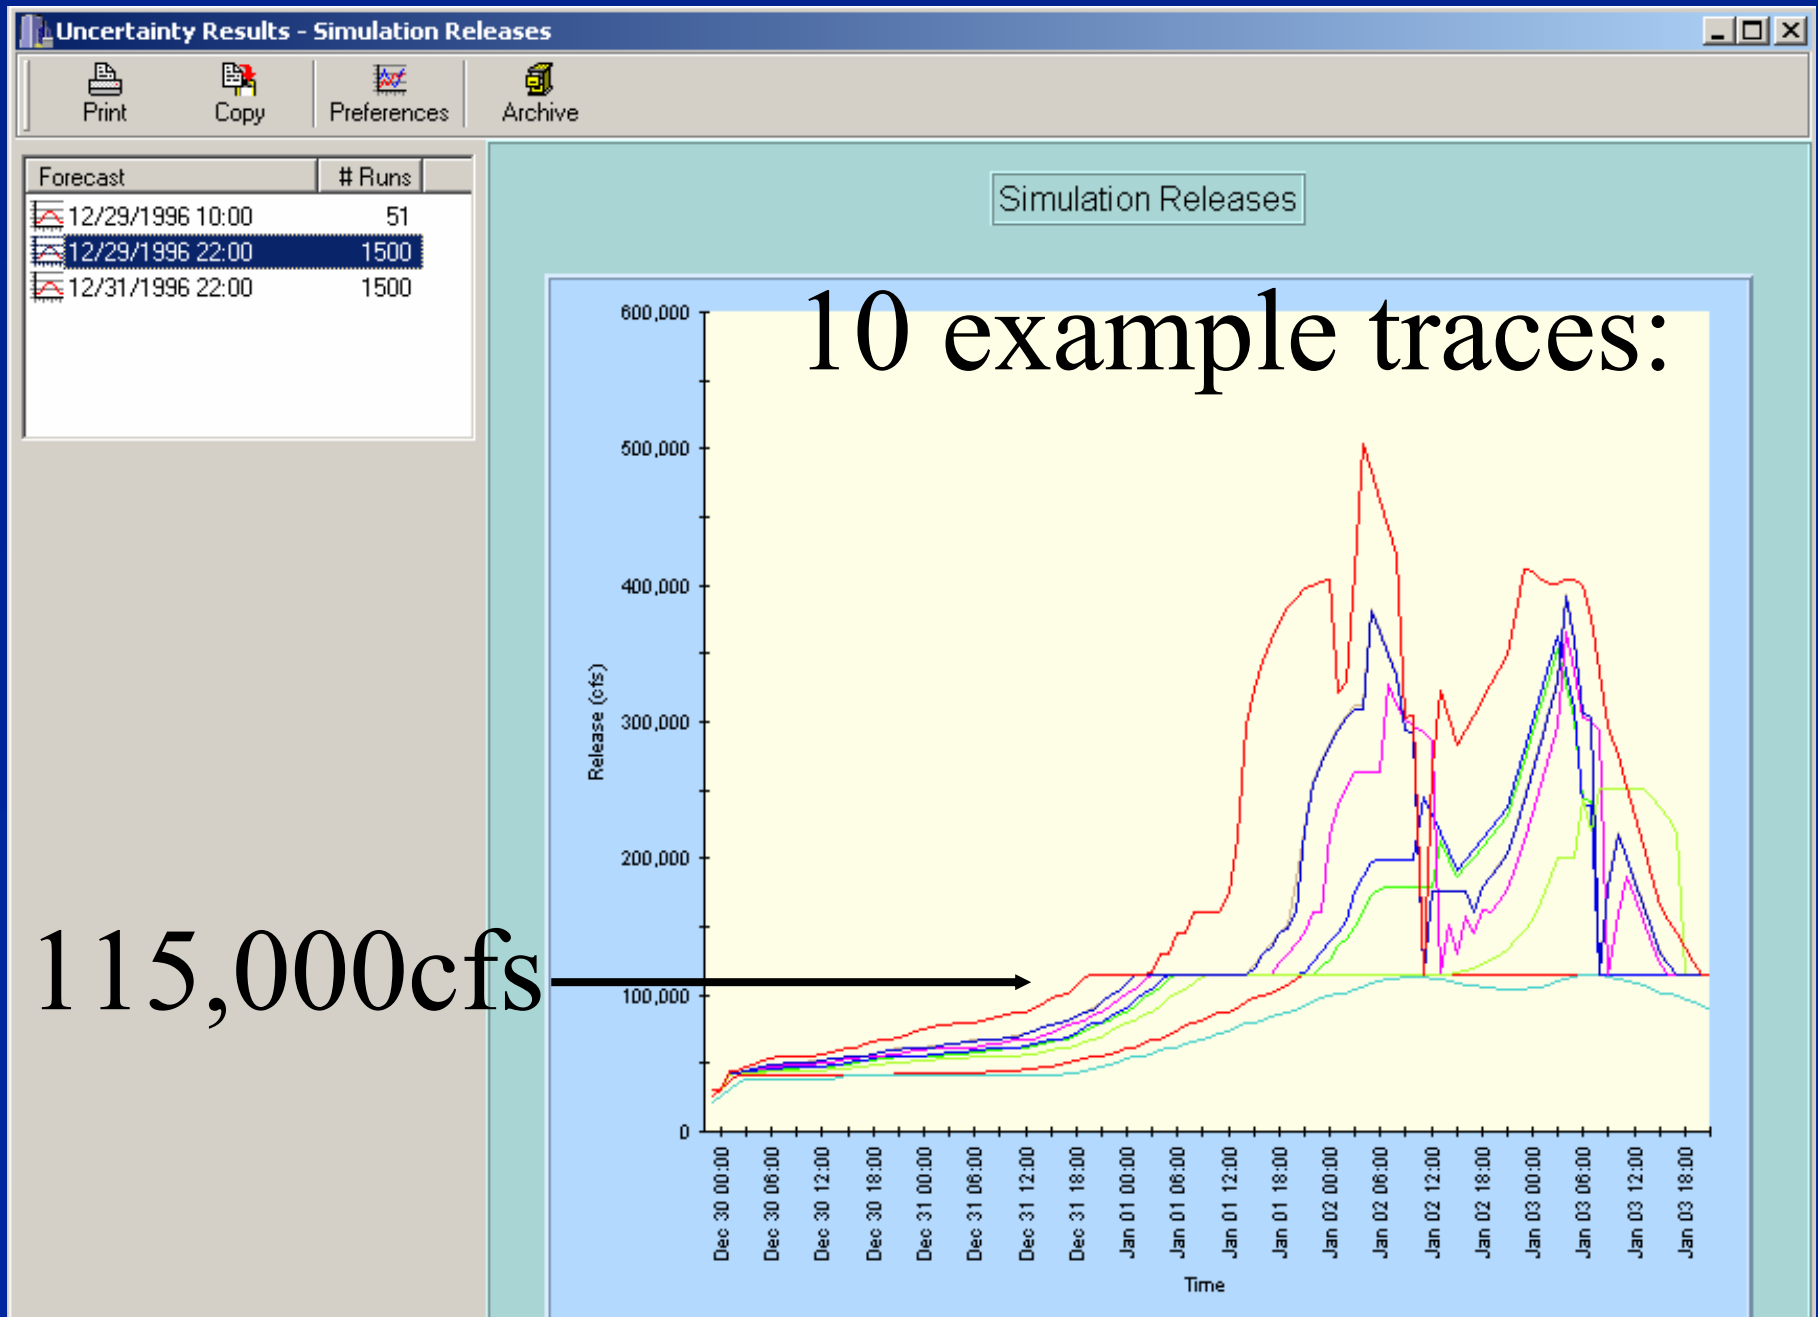 Uncertainty Results - Simulation Releases
Print Copy Preferences Archive
Forecast # Runs
12/29/1996 10:00 51
12/29/1996 22:00 1500
12/31/1996 22:00 1500
Simulation Releases
10 example traces:
115,000cfs
Release (cfs)
600,000
500,000
400,000
300,000
200,000
100,000
0
Dec 30 00:00
Dec 30 06:00
Dec 30 12:00
Dec 30 18:00
Dec 31 00:00
Dec 31 06:00
Dec 31 12:00
Dec 31 18:00
Jan 01 00:00
Jan 01 06:00
Jan 01 12:00
Jan 01 18:00
Jan 02 00:00
Jan 02 06:00
Jan 02 12:00
Jan 02 18:00
Jan 03 00:00
Jan 03 06:00
Jan 03 12:00
Jan 03 18:00
Time